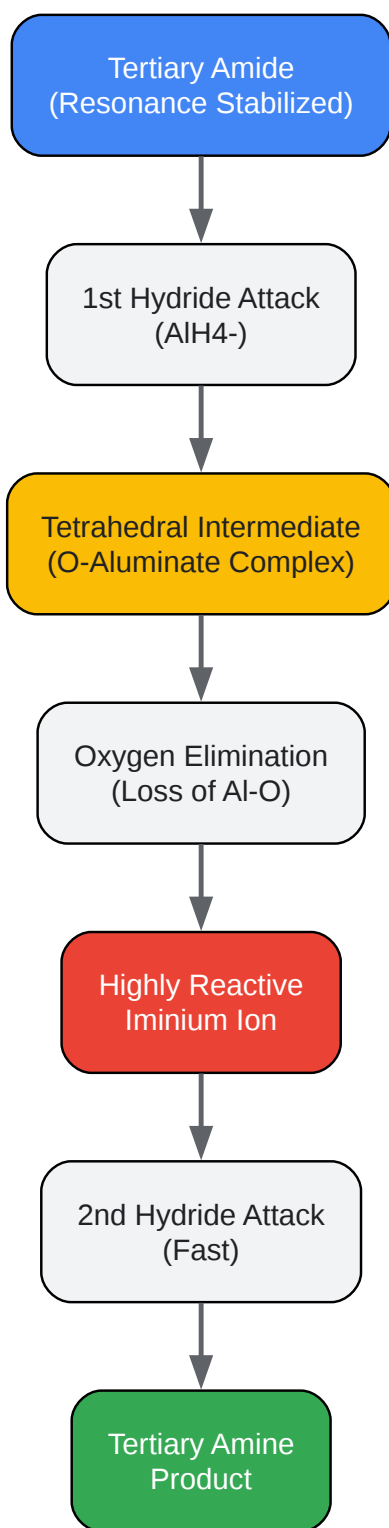 Tertiary Amide
(Resonance Stabilized)
1st Hydride Attack
(AlH4-)
Tetrahedral Intermediate
(O-Aluminate Complex)
Oxygen Elimination
(Loss of Al-O)
Highly Reactive
Iminium Ion
2nd Hydride Attack
(Fast)
Tertiary Amine
Product